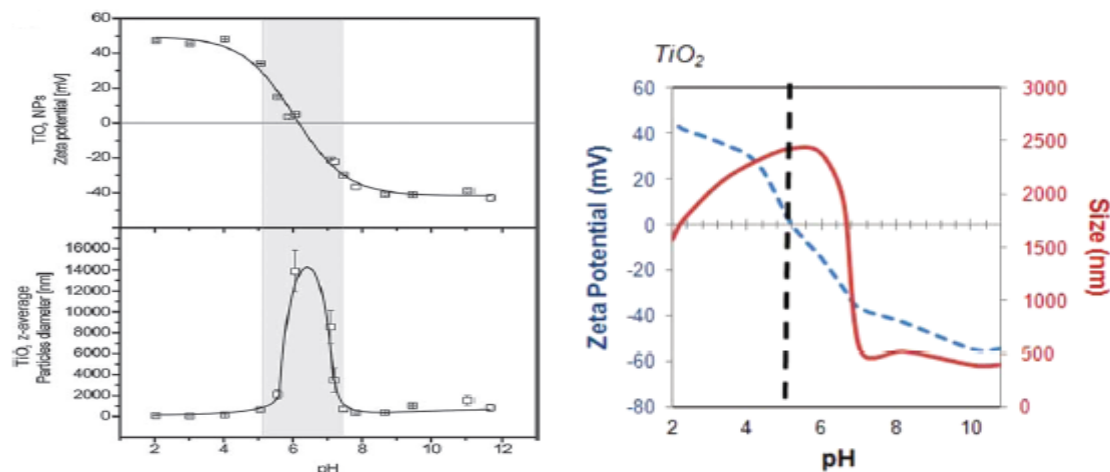 TiO₂ NPs
Zeta potential [mV]
60
40
20
0
-20
-40
TiO₂ z-average
Particles diameter [nm]
16000
14000
12000
10000
8000
6000
4000
2000
0
2 4 6 8 10 12
pH
TiO₂
Zeta Potential (mV)
60
40
20
0
-20
-40
-60
-80
3000
2500
2000
1500
1000
500
0
Size (nm)
2 4 6 8 10
pH